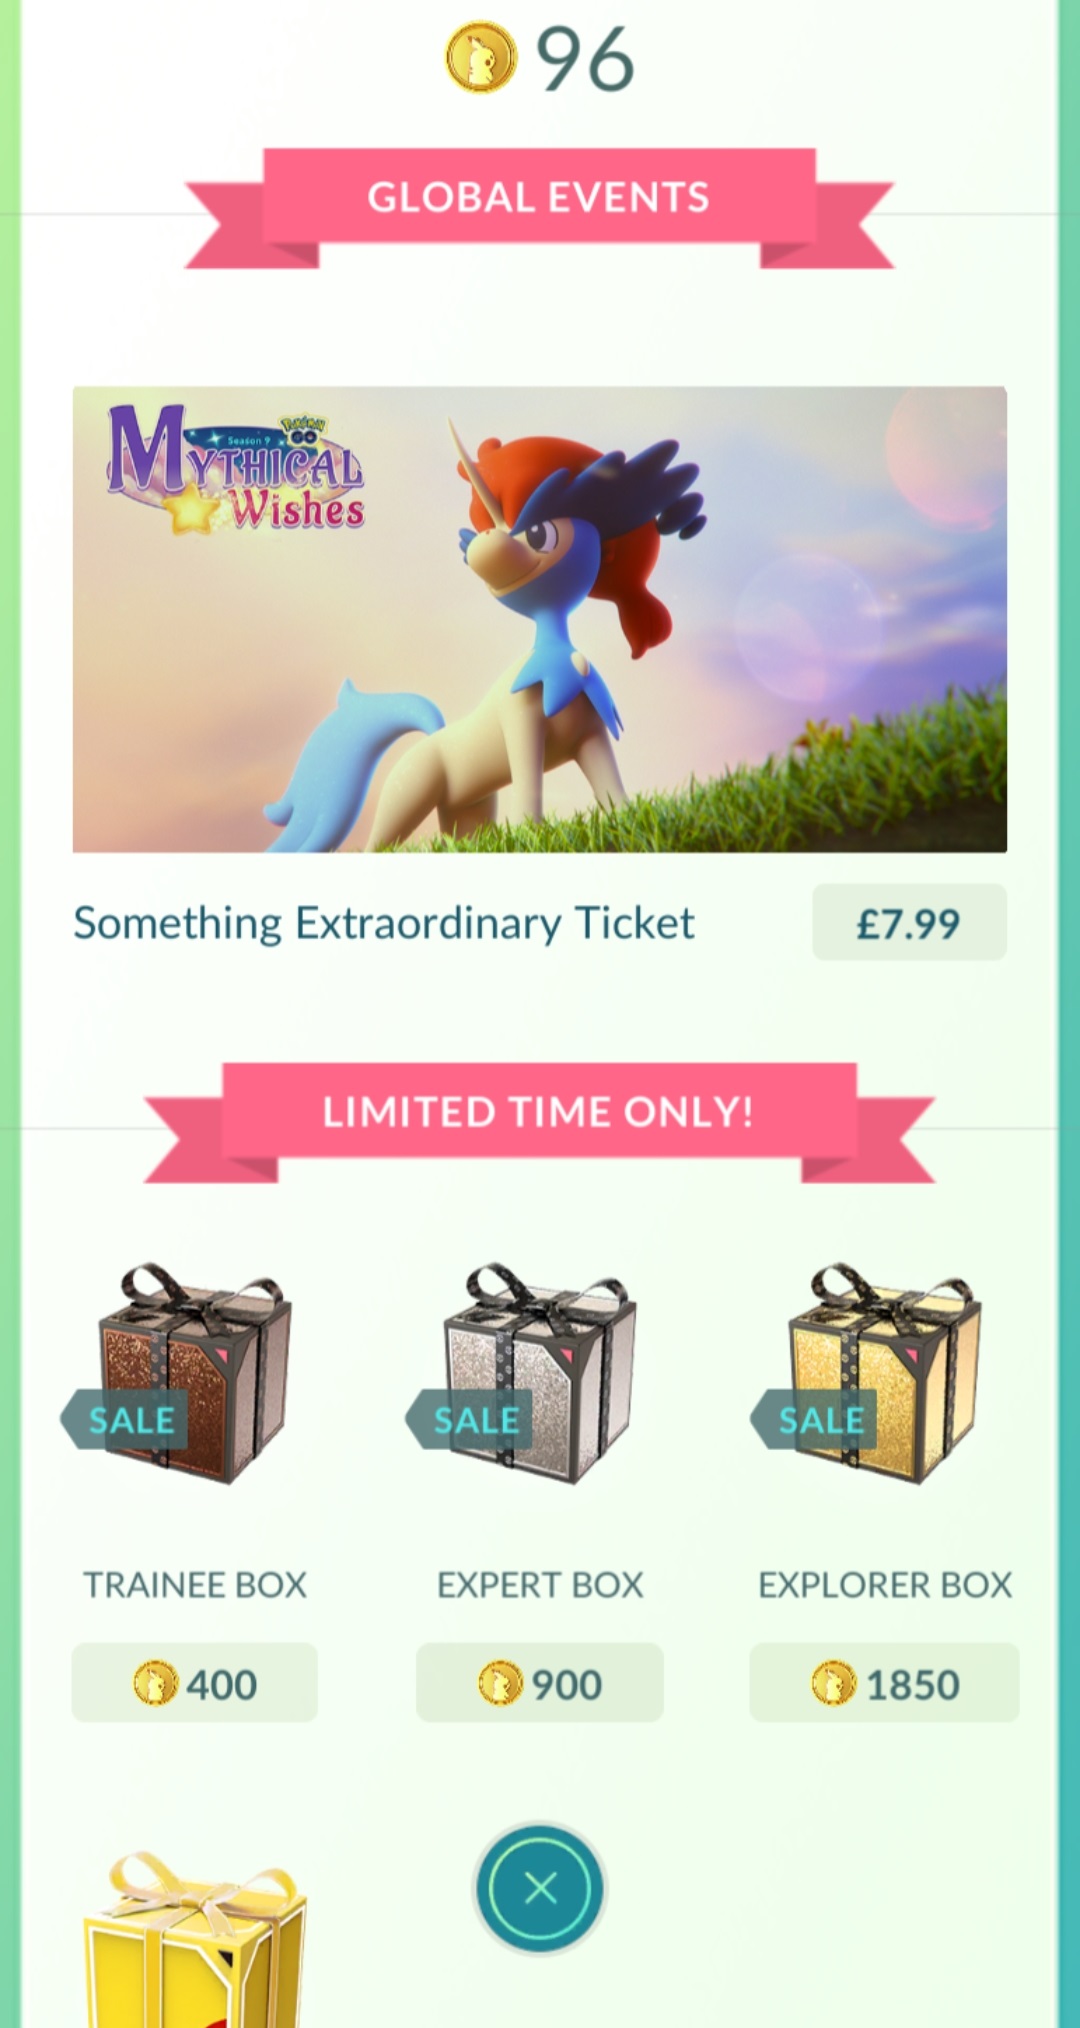 96
GLOBAL EVENTS
Pokémon
GO
Season 9
MYTHICAL
Wishes
Something Extraordinary Ticket
£7.99
LIMITED TIME ONLY!
SALE
SALE
SALE
TRAINEE BOX
EXPERT BOX
EXPLORER BOX
400
900
1850